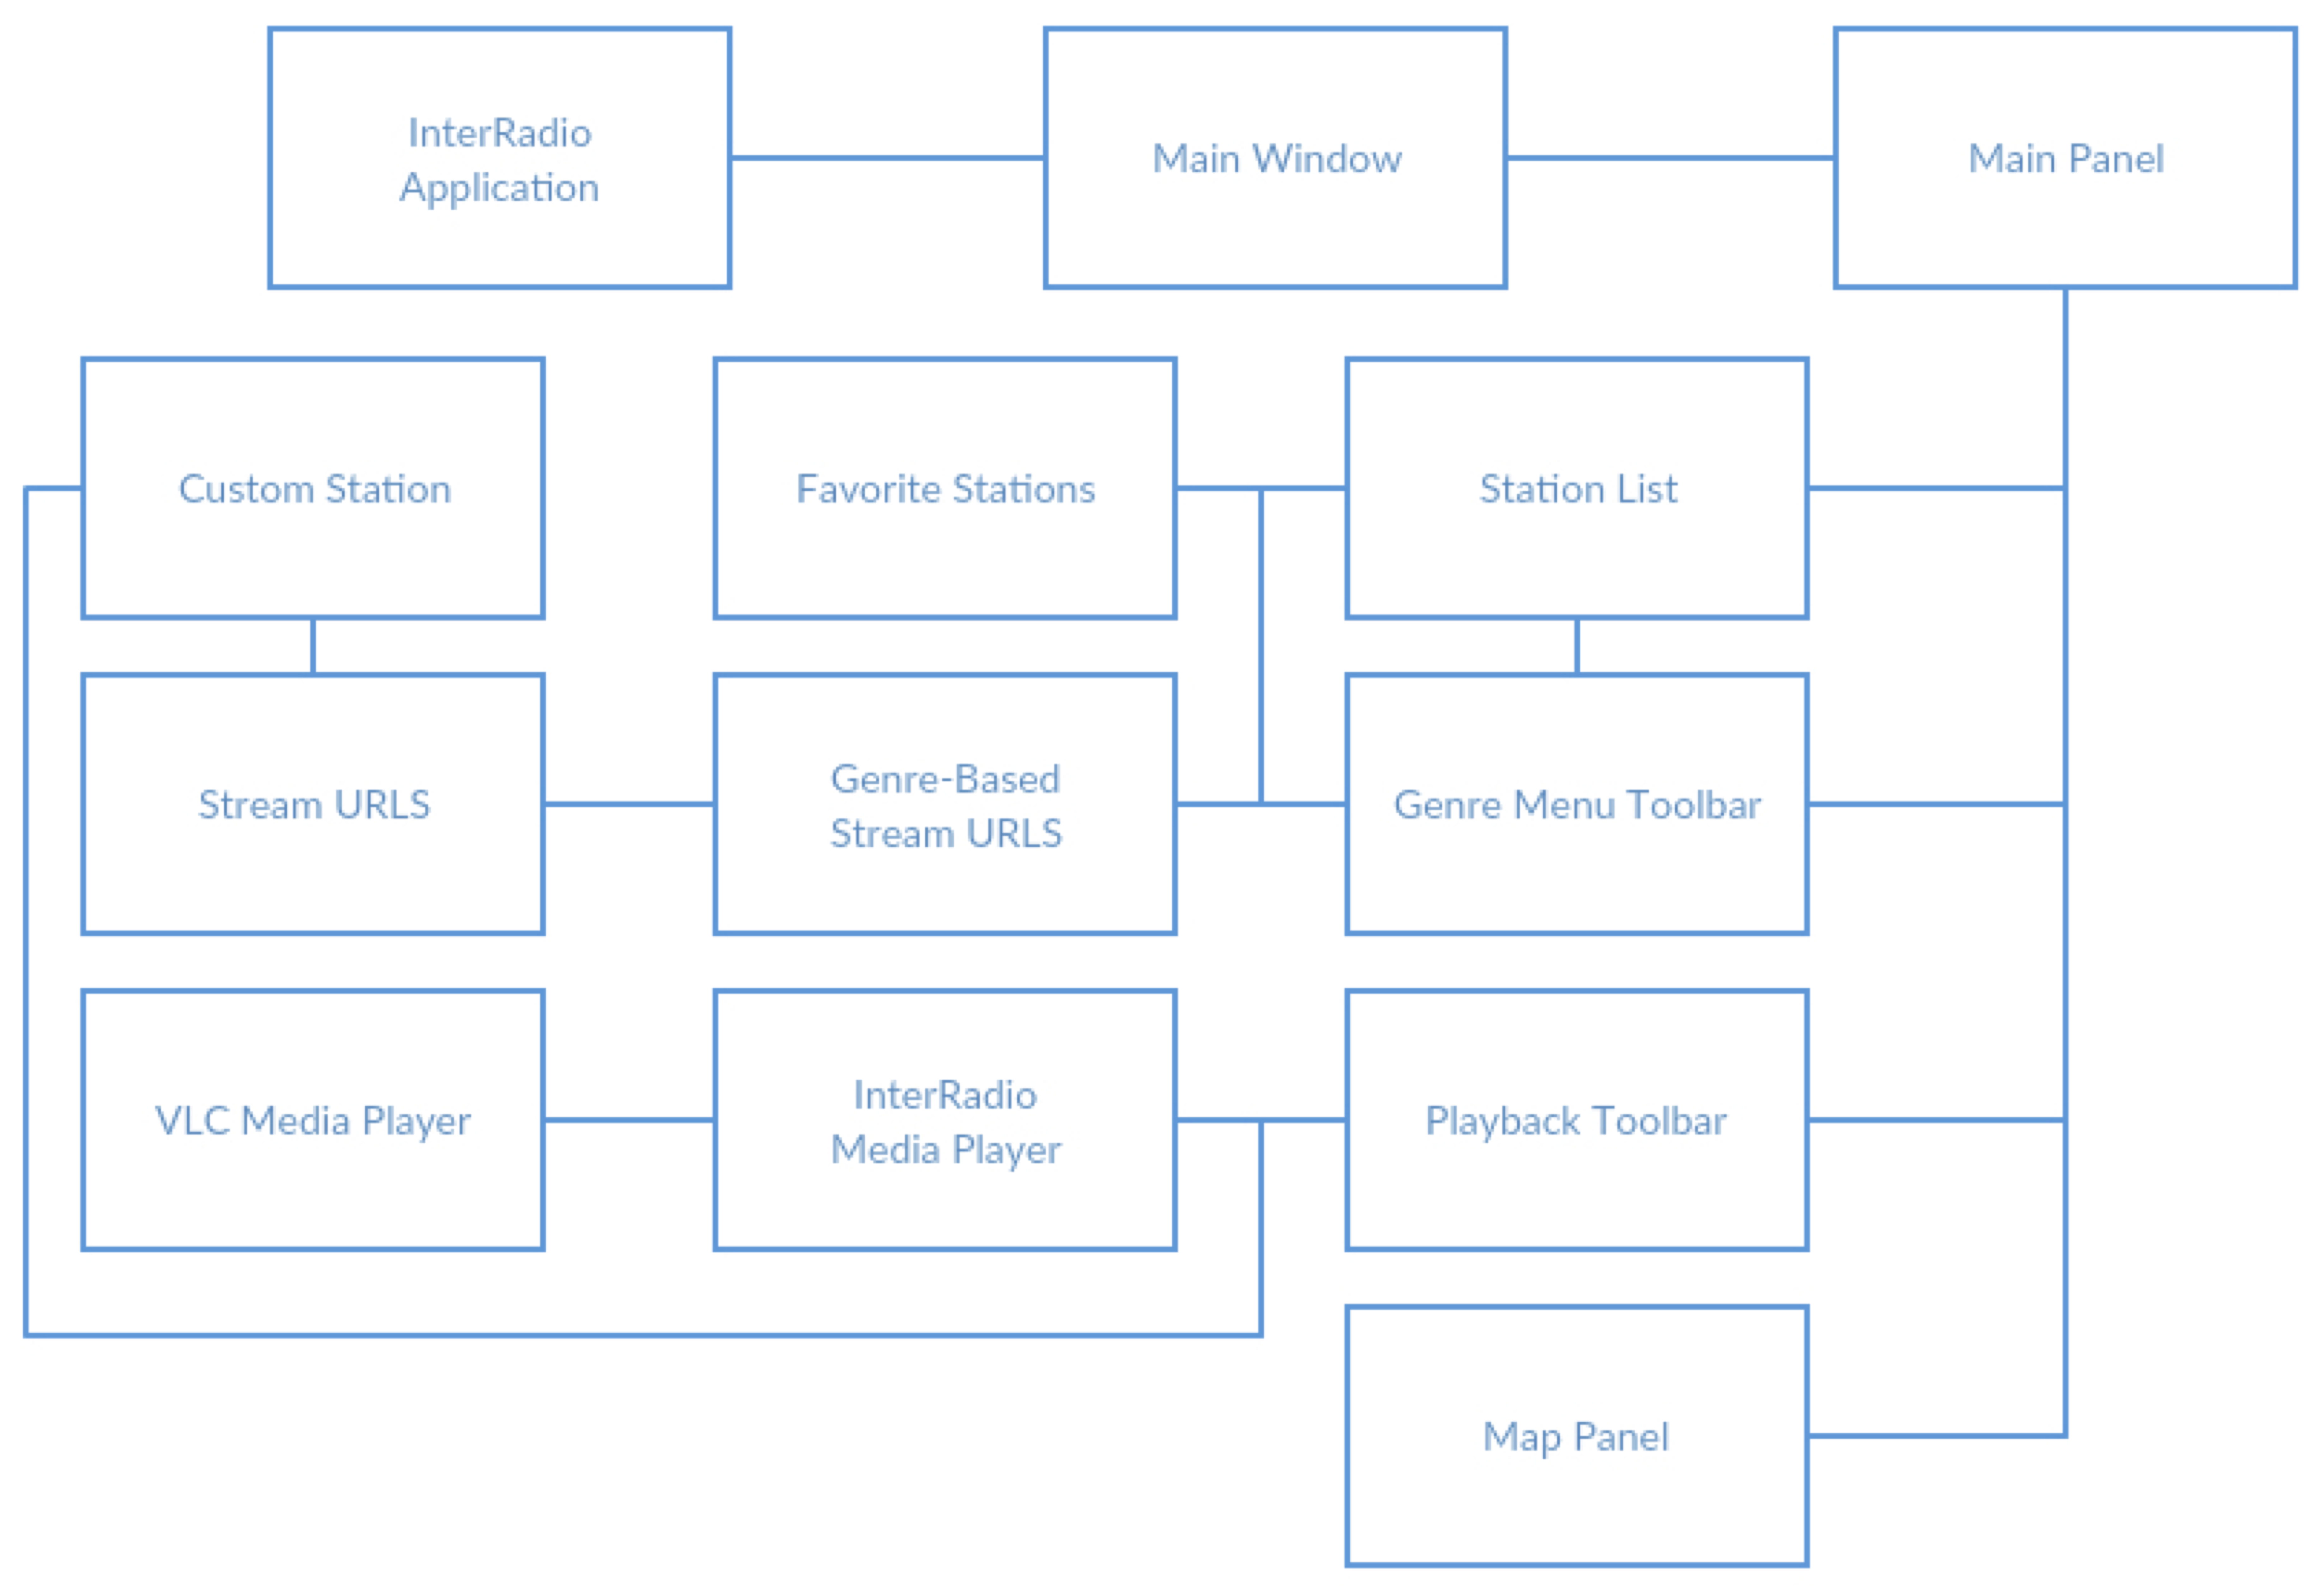 InterRadio
Application
Main Window
Main Panel
Custom Station
Favorite Stations
Station List
Stream URLS
Genre-Based
Stream URLS
Genre Menu Toolbar
VLC Media Player
InterRadio
Media Player
Playback Toolbar
Map Panel